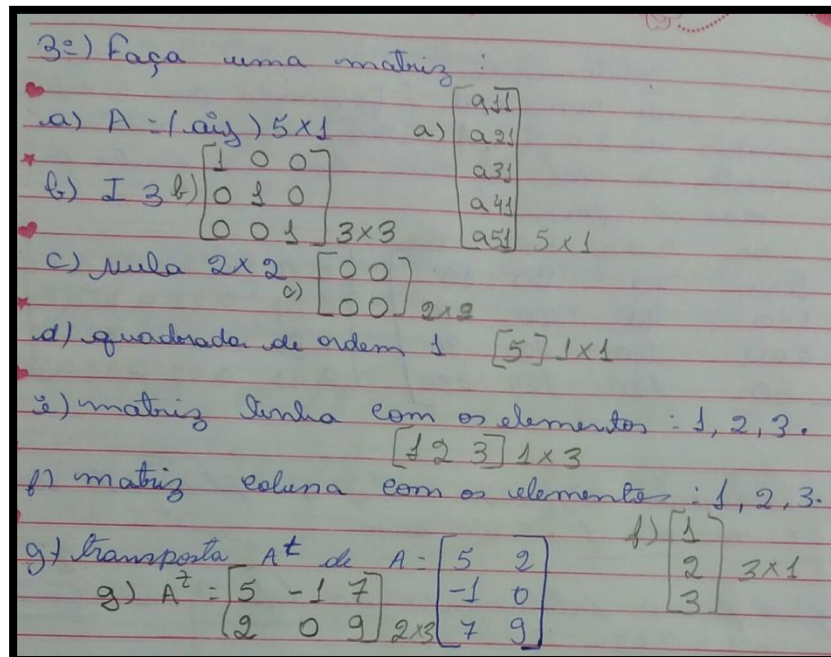 3º) Faça uma matriz :
a) A = (aij) 5x1
a) [a11
a21
a31
a41
a51] 5x1
b) I 3
b) [1 0 0
0 1 0
0 0 1] 3x3
c) nula 2x2
c) [0 0
0 0] 2x2
d) quadrada de ordem 1 [5] 1x1
e) matriz linha com os elementos : 1, 2, 3.
[1 2 3] 1x3
f) matriz coluna com os elementos : 1, 2, 3.
f) [1
2
3] 3x1
g) transposta A^t de A = [5 2
-1 0
7 9]
g) A^t = [5 -1 7
2 0 9] 2x3